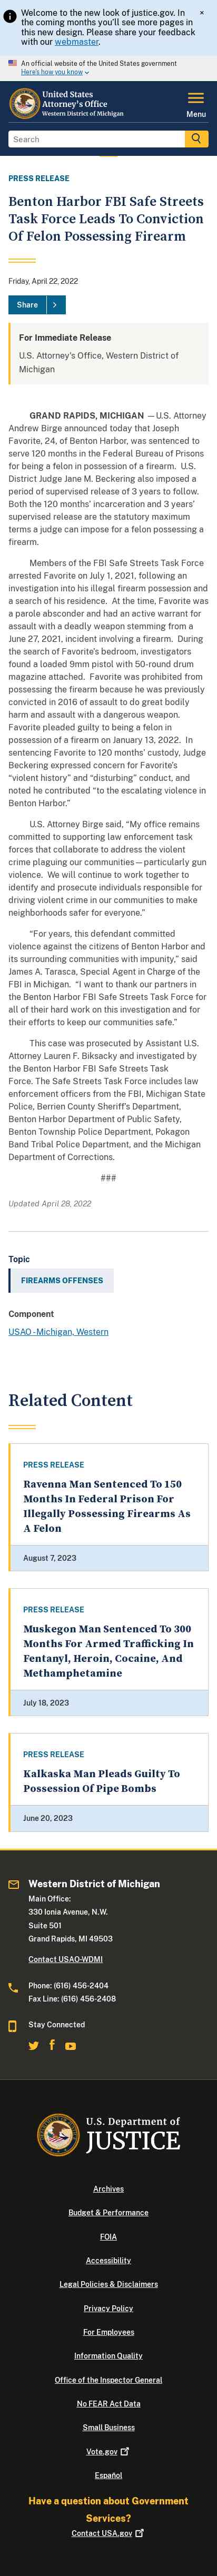 Welcome to the new look of justice.gov. In
the coming months you'll see more pages in
this new design. Please share your feedback
with our webmaster.
×
An official website of the United States government
Here's how you know
United States
Attorney's Office
Western District of Michigan
Menu
Search
PRESS RELEASE
Benton Harbor FBI Safe Streets
Task Force Leads To Conviction
Of Felon Possessing Firearm
Friday, April 22, 2022
Share
For Immediate Release
U.S. Attorney's Office, Western District of
Michigan
GRAND RAPIDS, MICHIGAN — U.S. Attorney
Andrew Birge announced today that Joseph
Favorite, 24, of Benton Harbor, was sentenced to
serve 120 months in the Federal Bureau of Prisons
for being a felon in possession of a firearm. U.S.
District Judge Jane M. Beckering also imposed a
period of supervised release of 3 years to follow.
Both the 120 months' incarceration and 3 years'
supervised release are the statutory maximum
terms that can be imposed for a felon in possession
of a firearm.
Members of the FBI Safe Streets Task Force
arrested Favorite on July 1, 2021, following an
investigation into his illegal gun possession and
a search of his residence. At the time, Favorite was
also wanted for an assault with a deadly weapon
that stemmed from a domestic violence situation on
June 27, 2021, incident involving a firearm. During
the search of Favorite's residence, agents found
found a loaded 9mm pistol with 50-round drum
magazine attached. Favorite, was prohibited from
possessing the firearm because he was previously
convicted in 2016 of assault with intent to do great
bodily harm and assault with a dangerous weapon.
Favorite pleaded guilty to being a felon in
possession of a firearm on January 13, 2022. In
sentencing Favorite to 120 months' custody, Judge
Beckering expressed concern for Favorite's
“violent history” and “disturbing conduct”, and
noted he “contributed to the escalating violence in
Benton Harbor.”
U.S. Attorney Birge said, “My office remains
committed to working and supporting law enforcement
task forces that collaborate to address the violent
crime plaguing our communities—particularly gun
violence. We will continue to work together to
identify and prosecute individuals responsible for
driving violent crime in order to make our
neighborhood safer for everyone.”
“For years, this defendant committed
violence against the citizens of Benton Harbor and
its surrounding communities in Michigan,” said
James A. Tarasca, Special Agent in Charge of the
FBI in Michigan. “I want to thank our partners in
the Benton Harbor FBI Safe Streets Task Force for
all of their work on this investigation, and for
their efforts to keep our communities safe.”
This case was prosecuted by Assistant U.S.
Attorney Lauren F. Biksacky and investigated by
the Benton Harbor FBI Safe Streets Task
Force. The Safe Streets Task Force includes law
enforcement officers from the FBI, Michigan State
Police, Berrien County Sheriff's Department,
Benton Harbor Department of Public Safety,
Benton Township Police Department, Pokagon
Band Tribal Police Department, and the Michigan
Department of Corrections.
###
Updated April 28, 2022
Topic
FIREARMS OFFENSES
Component
USAO - Michigan, Western
Related Content
PRESS RELEASE
Ravenna Man Sentenced To 150
Months In Federal Prison For
Illegally Possessing Firearms As
A Felon
August 7, 2023
PRESS RELEASE
Muskegon Man Sentenced To 300
Months For Armed Trafficking In
Fentanyl, Heroin, Cocaine, And
Methamphetamine
July 18, 2023
PRESS RELEASE
Kalkaska Man Pleads Guilty To
Possession Of Pipe Bombs
June 20, 2023
Western District of Michigan
Main Office:
330 Ionia Avenue, N.W.
Suite 501
Grand Rapids, MI 49503
Contact USAO-WDMI
Phone: (616) 456-2404
Fax Line: (616) 456-2408
Stay Connected
U.S. Department of
JUSTICE
Archives
Budget & Performance
FOIA
Accessibility
Legal Policies & Disclaimers
Privacy Policy
For Employees
Information Quality
Office of the Inspector General
No FEAR Act Data
Small Business
Vote.gov
Español
Have a question about Government
Services?
Contact USA.gov